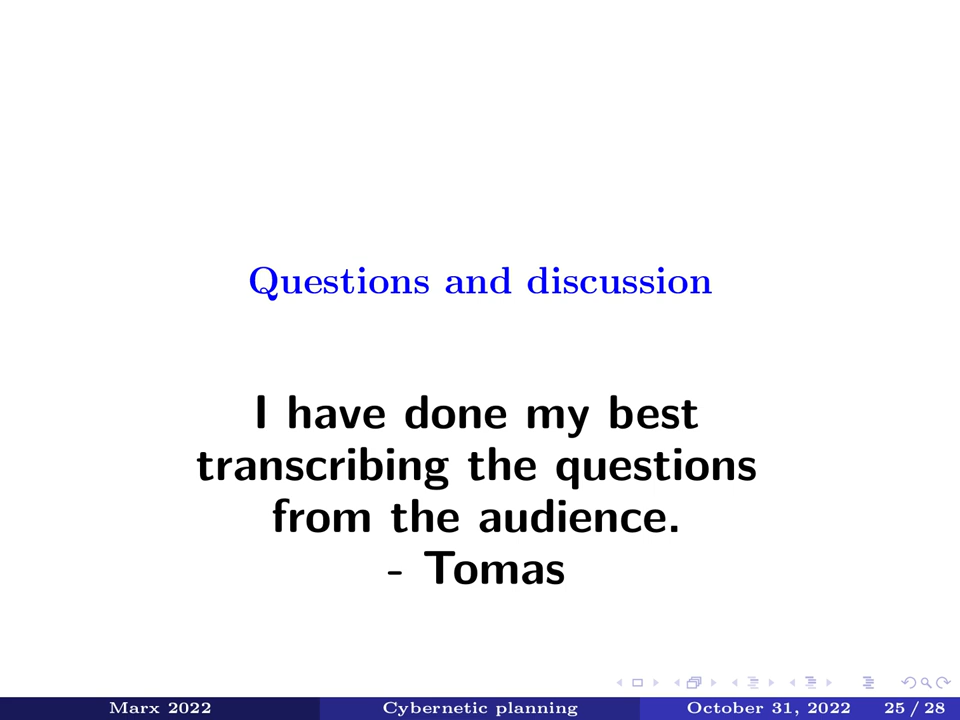 Questions and discussion
I have done my best
transcribing the questions
from the audience.
- Tomas
Marx 2022 Cybernetic planning October 31, 2022 25 / 28